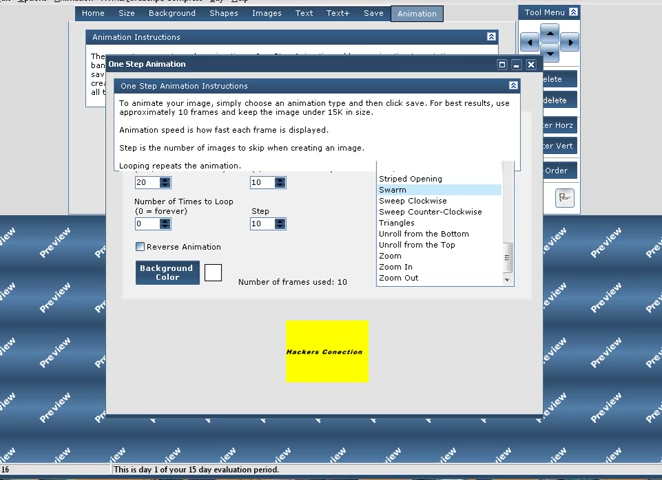 Home Size Background Shapes Images Text Text+ Save Animation
Tool Menu
Animation Instructions
One Step Animation
One Step Animation Instructions
To animate your image, simply choose an animation type and then click save. For best results, use
approximately 10 frames and keep the image under 15K in size.
Animation speed is how fast each frame is displayed.
Step is the number of images to skip when creating an image.
Looping repeats the animation.
20
10
Number of Times to Loop
(0 = forever)
Step
0
10
Reverse Animation
Background
Color
Number of frames used: 10
Striped Opening
Swarm
Sweep Clockwise
Sweep Counter-Clockwise
Triangles
Unroll from the Bottom
Unroll from the Top
Zoom
Zoom In
Zoom Out
elete
delete
ter Horz
ter Vert
-Order
Hackers Conection
Preview
Preview
Preview
Preview
Preview
Preview
Preview
Preview
16
This is day 1 of your 15 day evaluation period.